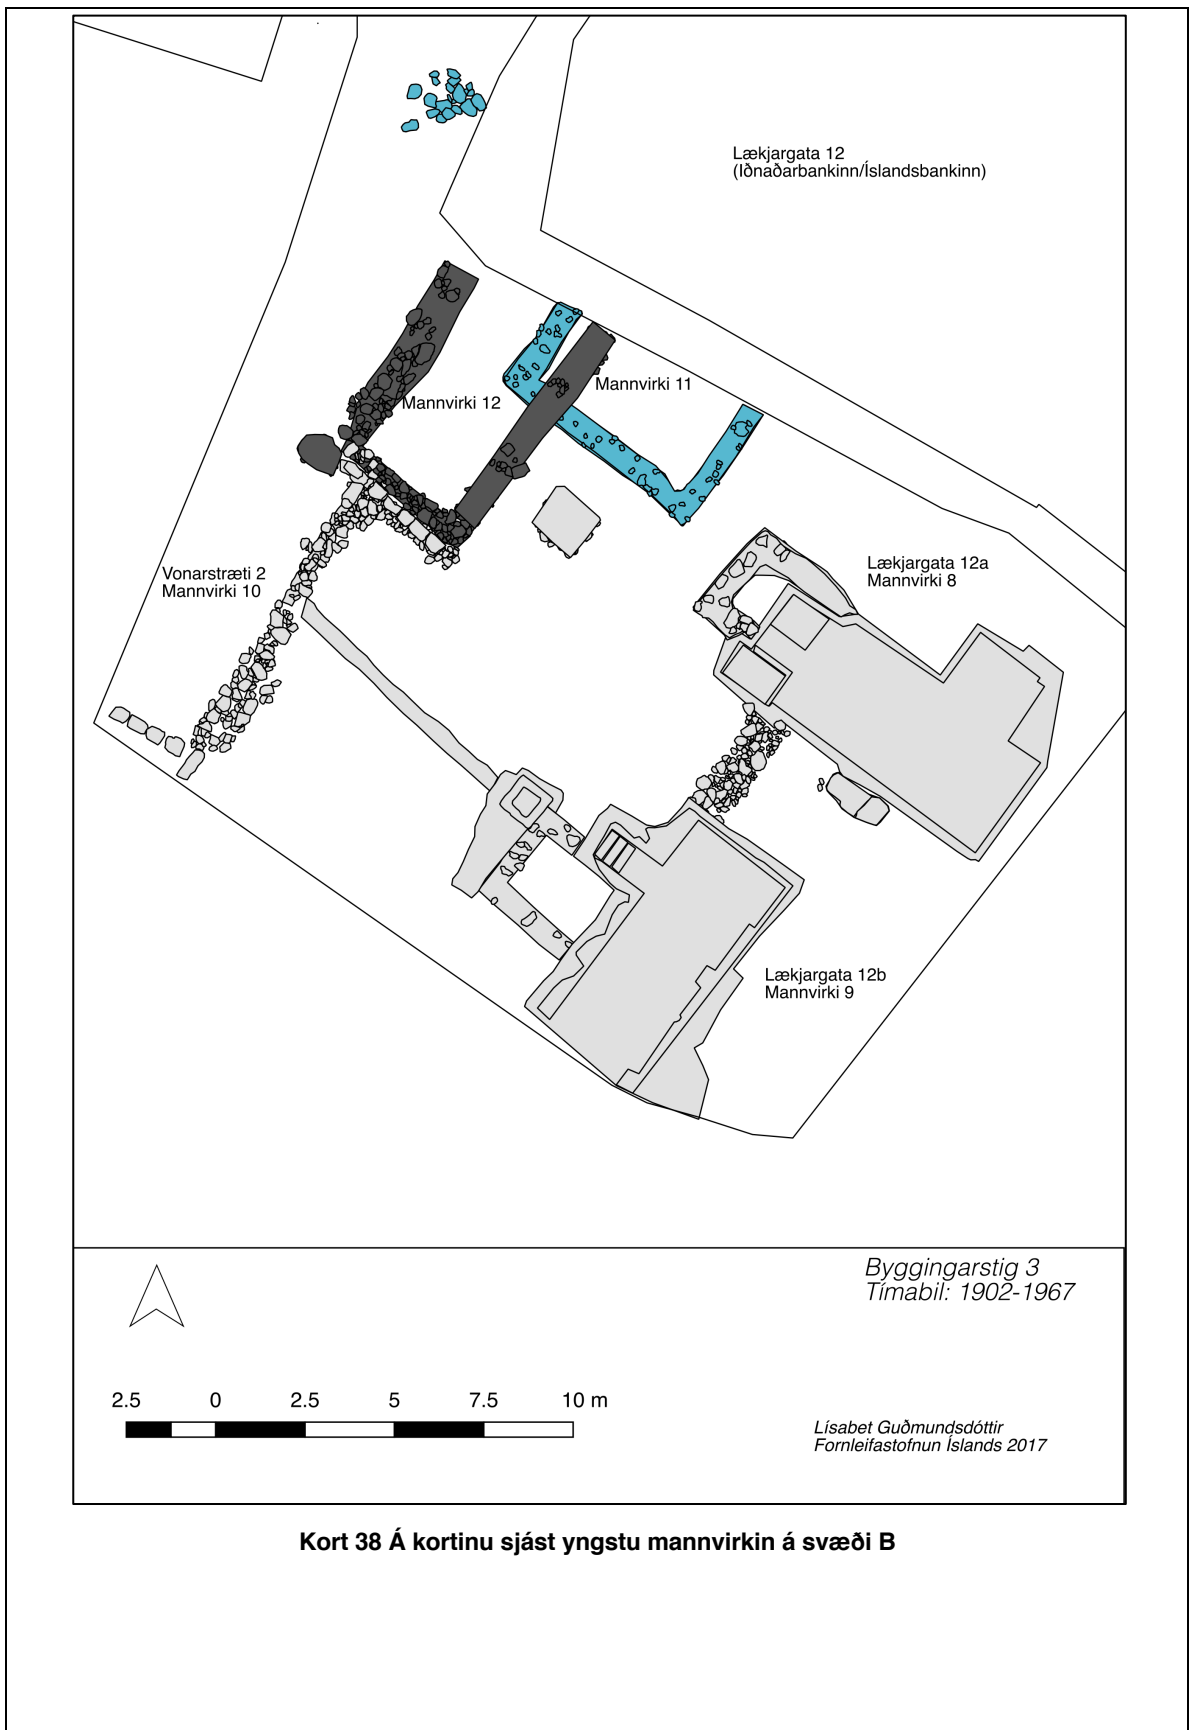 Lækjargata 12
(Iðnaðarbankinn/Íslandsbankinn)
Mannvirki 11
Mannvirki 12
Lækjargata 12a
Mannvirki 8
Vonarstræti 2
Mannvirki 10
Lækjargata 12b
Mannvirki 9
Byggingarstig 3
Tímabil: 1902-1967
2.5 0 2.5 5 7.5 10 m
Lísabet Guðmundsdóttir
Fornleifastofnun Íslands 2017
Kort 38 Á kortinu sjást yngstu mannvirkin á svæði B